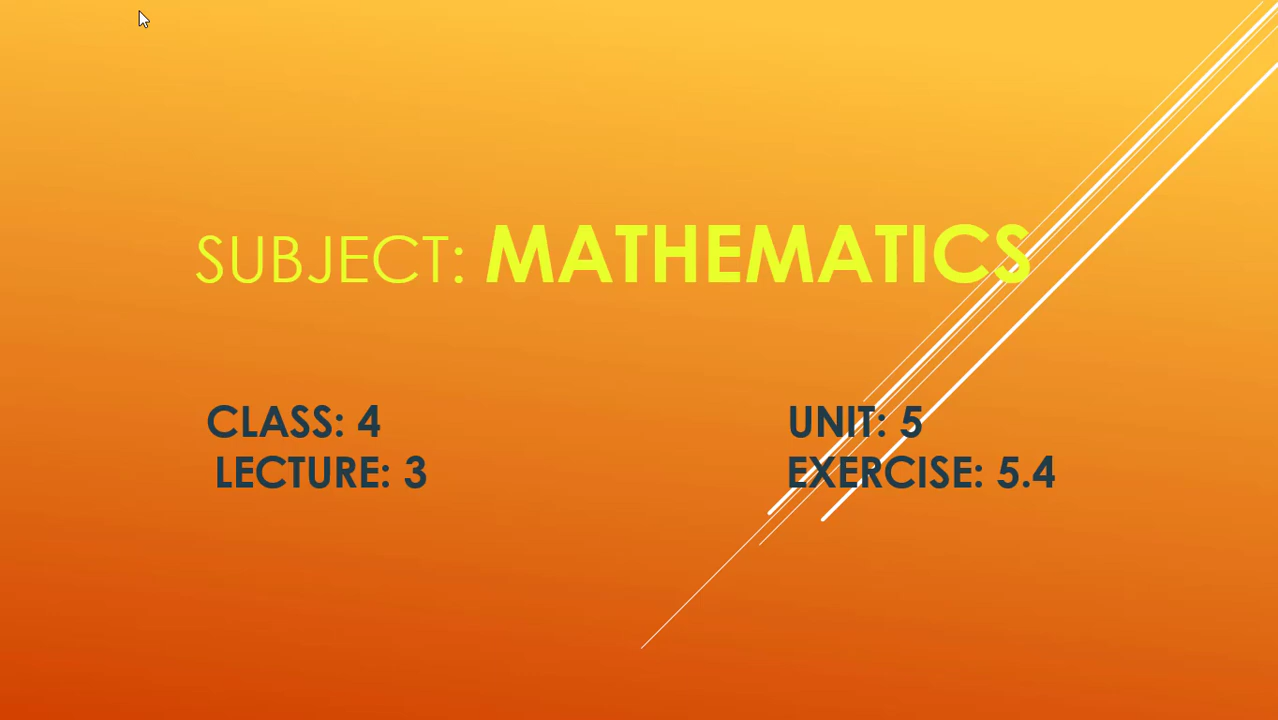 SUBJECT: MATHEMATICS
CLASS: 4
LECTURE: 3
UNIT: 5
EXERCISE: 5.4